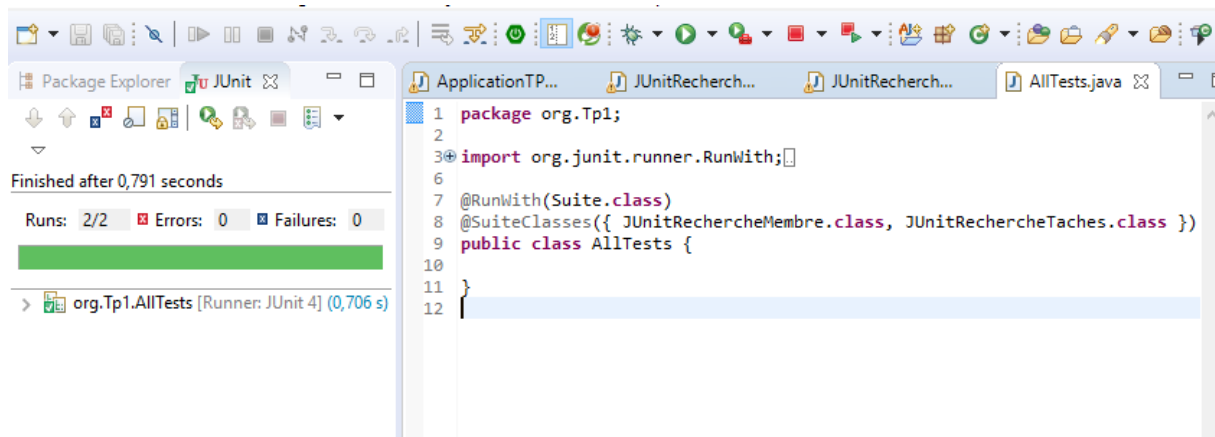 Package Explorer JUnit
Finished after 0,791 seconds
Runs: 2/2 Errors: 0 Failures: 0
org.Tp1.AllTests [Runner: JUnit 4] (0,706 s)
ApplicationTP... JUnitRecherch... JUnitRecherch... AllTests.java
1 package org.Tp1;
2
3 import org.junit.runner.RunWith;
6
7 @RunWith(Suite.class)
8 @SuiteClasses({ JUnitRechercheMembre.class, JUnitRechercheTaches.class })
9 public class AllTests {
10
11 }
12